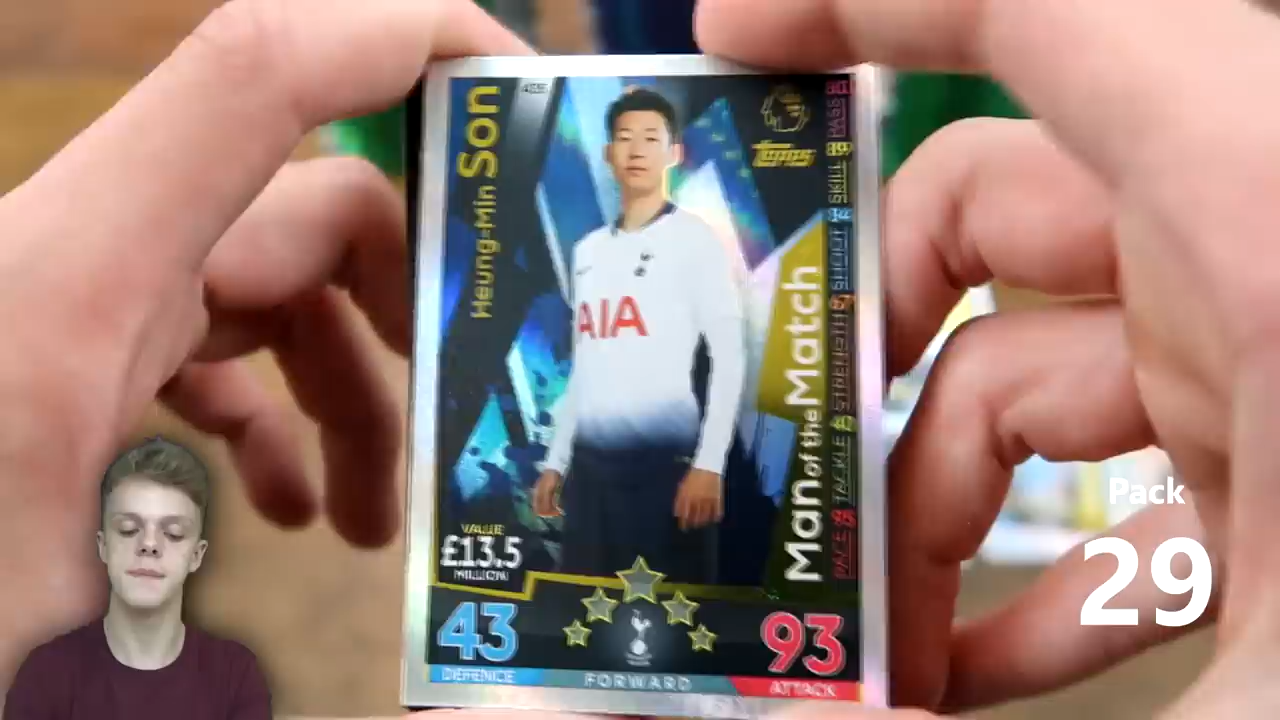 Heung-Min Son
TOPPS
Man of the Match
PACE
TACKLE
STRENGTH
SHOOT
SKILL
PASS
AIA
VALUE
£13.5
MILLION
43
DEFENCE
FORWARD
93
ATTACK
Pack
29